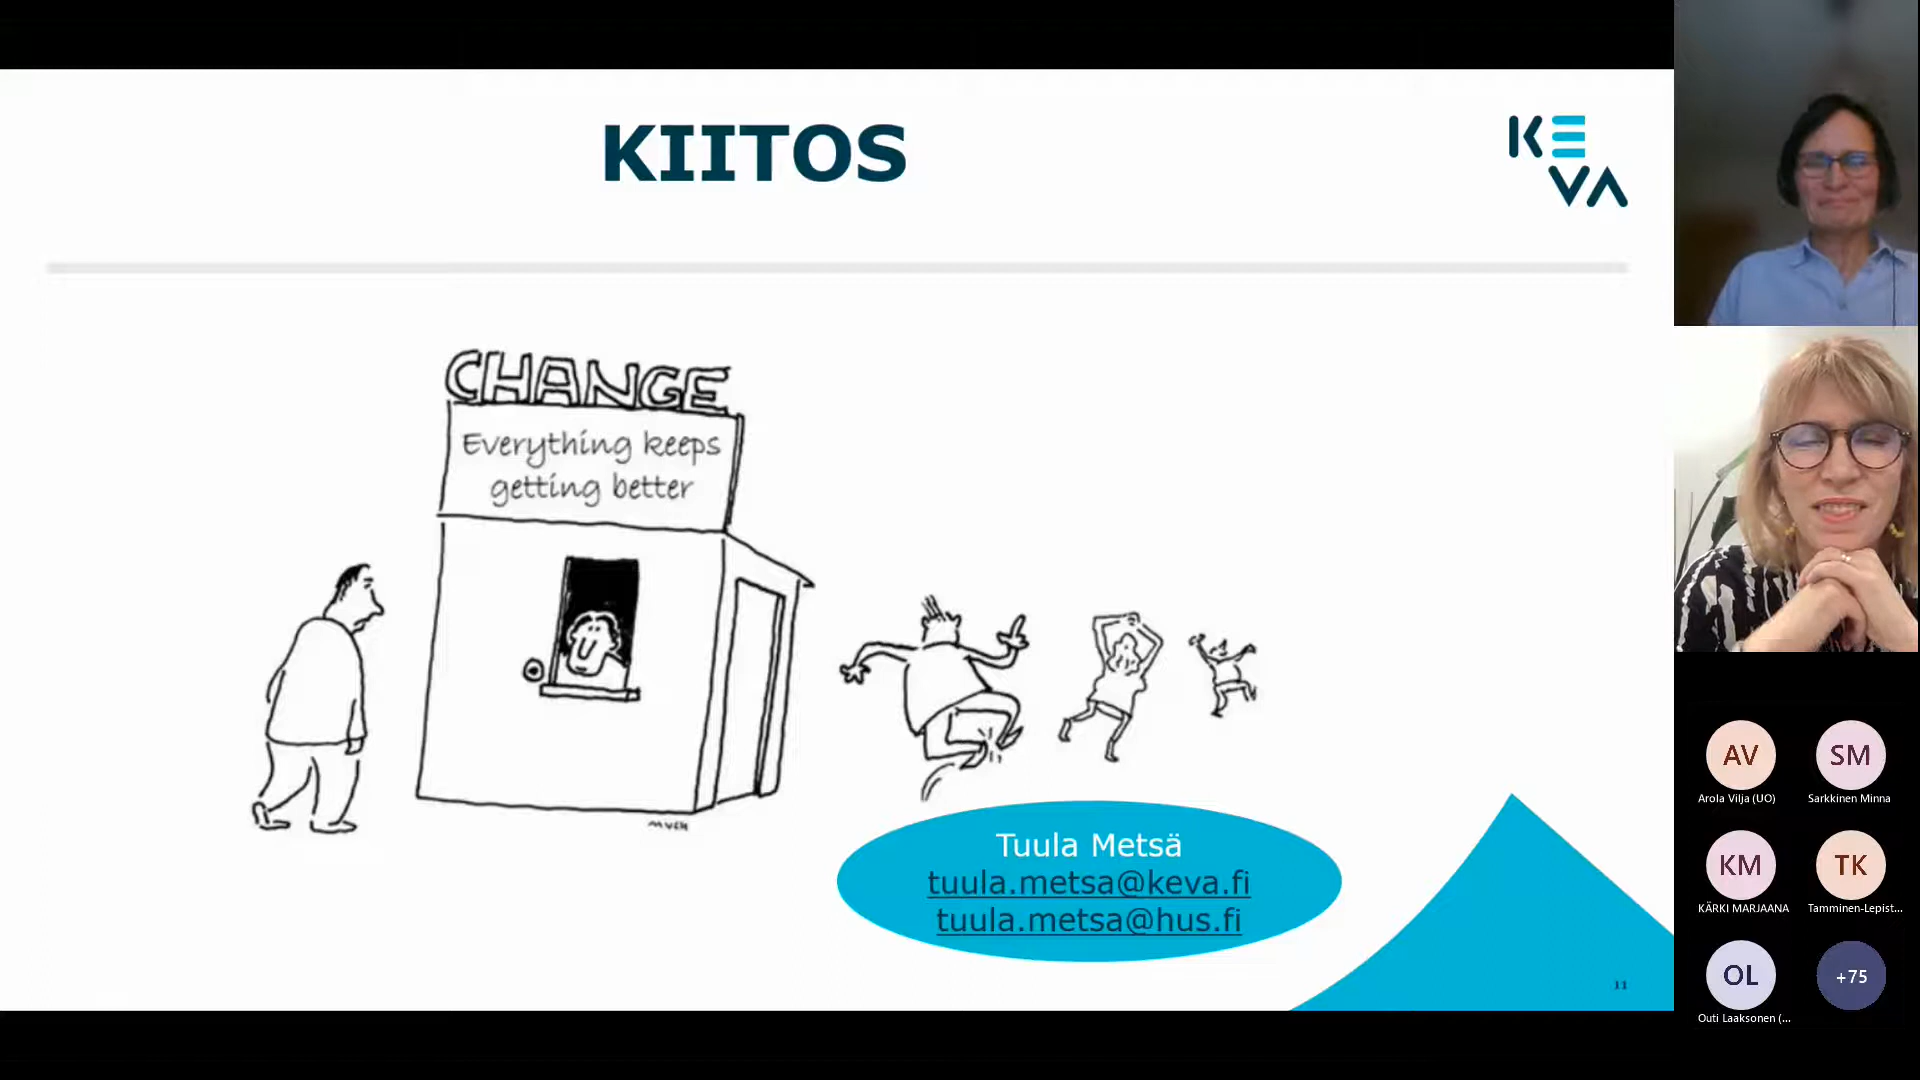 KIITOS
KEVA
CHANGE
Everything keeps
getting better
Tuula Metsä
tuula.metsa@keva.fi
tuula.metsa@hus.fi
11
AV
Arola Vilja (UO)
SM
Sarkkinen Minna
KM
KÄRKI MARJAANA
TK
Tamminen-Lepist...
OL
Outi Laaksonen (...
+75